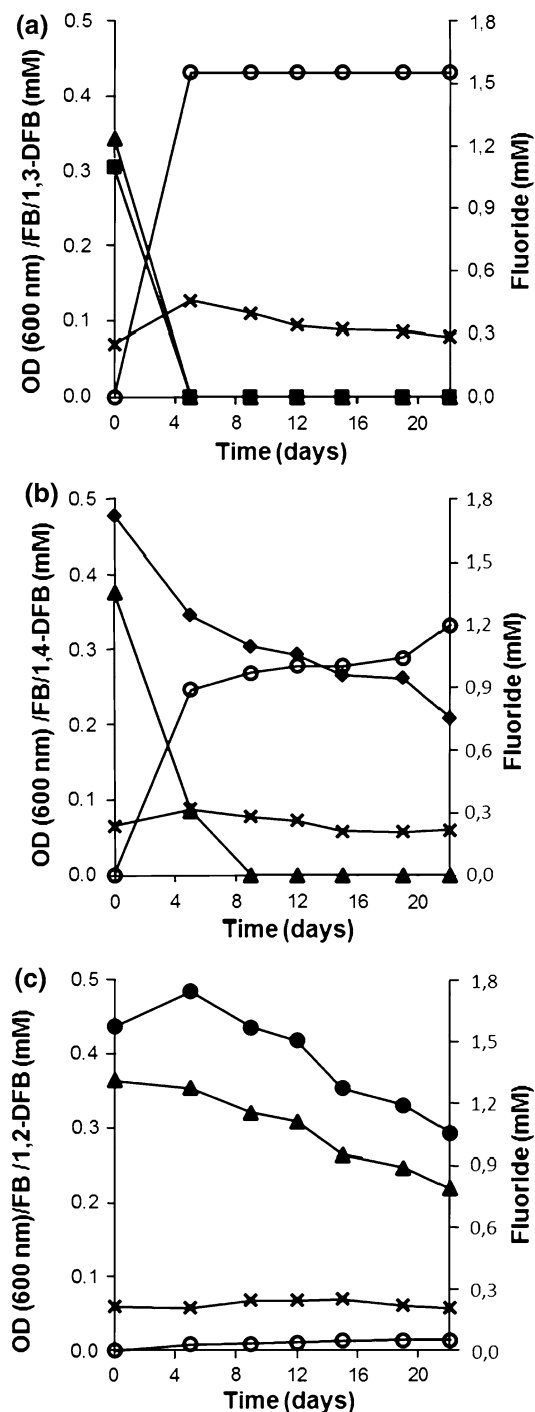 (a)
OD (600 nm) /FB/1,3-DFB (mM)
0.5
0.4
0.3
0.2
0.1
0.0
1,8
1,5
1,2
0,9
0,6
0,3
0,0
Fluoride (mM)
0 4 8 12 16 20
Time (days)
(b)
OD (600 nm) /FB/1,4-DFB (mM)
0.5
0.4
0.3
0.2
0.1
0.0
1,8
1,5
1,2
0,9
0,6
0,3
0,0
Fluoride (mM)
0 4 8 12 16 20
Time (days)
(c)
OD (600 nm)/FB /1,2-DFB (mM)
0.5
0.4
0.3
0.2
0.1
0.0
1,8
1,5
1,2
0,9
0,6
0,3
0,0
Fluoride (mM)
0 4 8 12 16 20
Time (days)